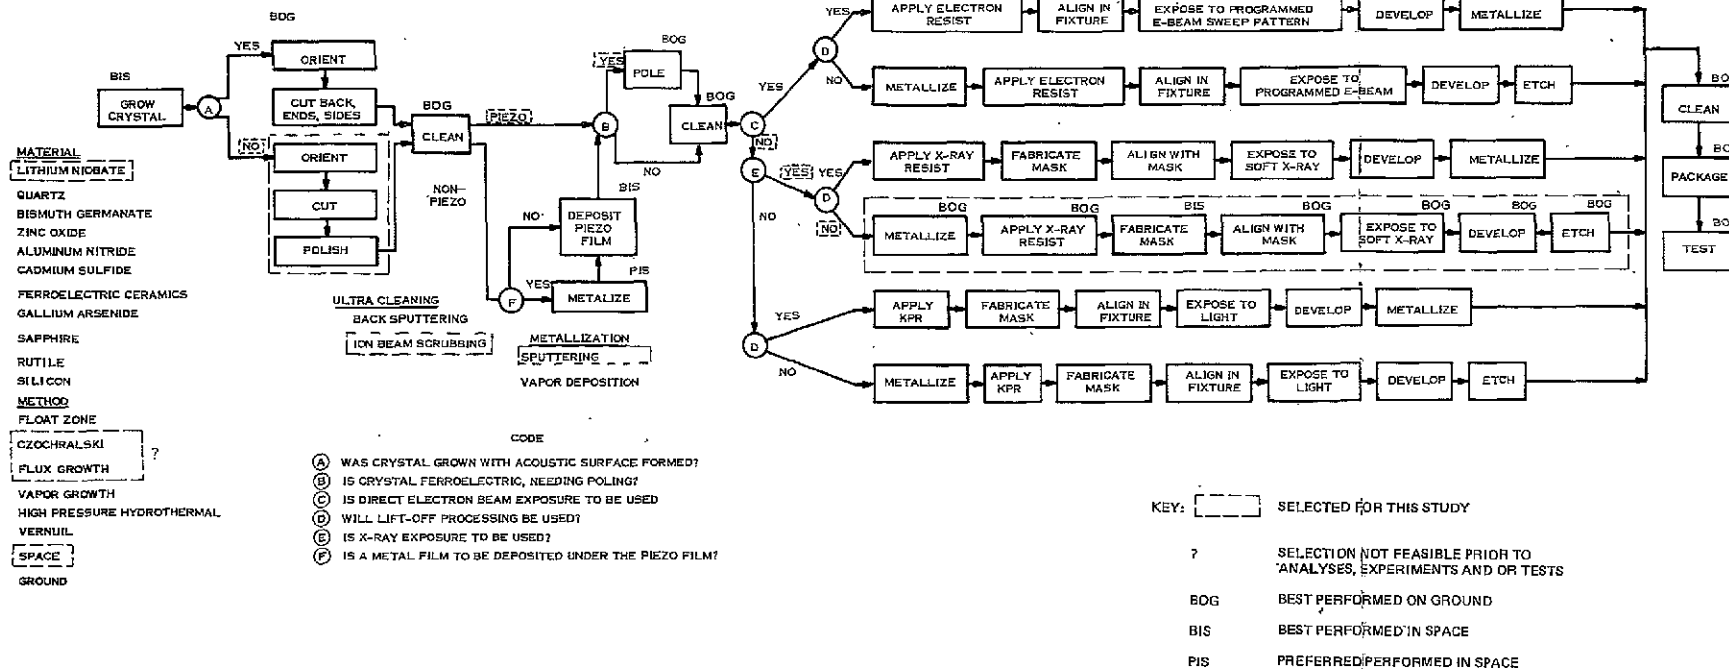 BOG
YES
ORIENT
BIS
GROW
CRYSTAL
A
CUT BACK,
ENDS, SIDES
NO
ORIENT
CUT
POLISH
BOG
CLEAN
PIEZO
NON-
PIEZO
B
YES
BOG
POLE
NO
BOG
CLEAN
BIS
DEPOSIT
PIEZO
FILM
NO
F
YES
PIS
METALIZE
C
YES
NO
E
YES
NO
D
YES
APPLY ELECTRON
RESIST
ALIGN IN
FIXTURE
EXPOSE TO PROGRAMMED
E-BEAM SWEEP PATTERN
DEVELOP
METALLIZE
NO
METALLIZE
APPLY ELECTRON
RESIST
ALIGN IN
FIXTURE
EXPOSE TO
PROGRAMMED E-BEAM
DEVELOP
ETCH
D
YES
APPLY X-RAY
RESIST
FABRICATE
MASK
ALIGN WITH
MASK
EXPOSE TO
SOFT X-RAY
DEVELOP
METALLIZE
NO
BOG
METALLIZE
BOG
APPLY X-RAY
RESIST
BIS
FABRICATE
MASK
BOG
ALIGN WITH
MASK
BOG
EXPOSE TO
SOFT X-RAY
BOG
DEVELOP
BOG
ETCH
D
YES
APPLY
KPR
FABRICATE
MASK
ALIGN IN
FIXTURE
EXPOSE TO
LIGHT
DEVELOP
METALLIZE
NO
METALLIZE
APPLY
KPR
FABRICATE
MASK
ALIGN IN
FIXTURE
EXPOSE TO
LIGHT
DEVELOP
ETCH
BO
CLEAN
BO
PACKAGE
BO
TEST
MATERIAL
LITHIUM NIOBATE
QUARTZ
BISMUTH GERMANATE
ZINC OXIDE
ALUMINUM NITRIDE
CADMIUM SULFIDE
FERROELECTRIC CERAMICS
GALLIUM ARSENIDE
SAPPHIRE
RUTILE
SILICON
METHOD
FLOAT ZONE
CZOCHRALSKI
FLUX GROWTH
?
VAPOR GROWTH
HIGH PRESSURE HYDROTHERMAL
VERNUIL
SPACE
GROUND
ULTRA CLEANING
BACK SPUTTERING
ION BEAM SCRUBBING
METALLIZATION
SPUTTERING
VAPOR DEPOSITION
CODE
A WAS CRYSTAL GROWN WITH ACOUSTIC SURFACE FORMED?
B IS CRYSTAL FERROELECTRIC, NEEDING POLING?
C IS DIRECT ELECTRON BEAM EXPOSURE TO BE USED
D WILL LIFT-OFF PROCESSING BE USED?
E IS X-RAY EXPOSURE TO BE USED?
F IS A METAL FILM TO BE DEPOSITED UNDER THE PIEZO FILM?
KEY: SELECTED FOR THIS STUDY
? SELECTION NOT FEASIBLE PRIOR TO
ANALYSES, EXPERIMENTS AND OR TESTS
BOG BEST PERFORMED ON GROUND
BIS BEST PERFORMED IN SPACE
PIS PREFERRED PERFORMED IN SPACE